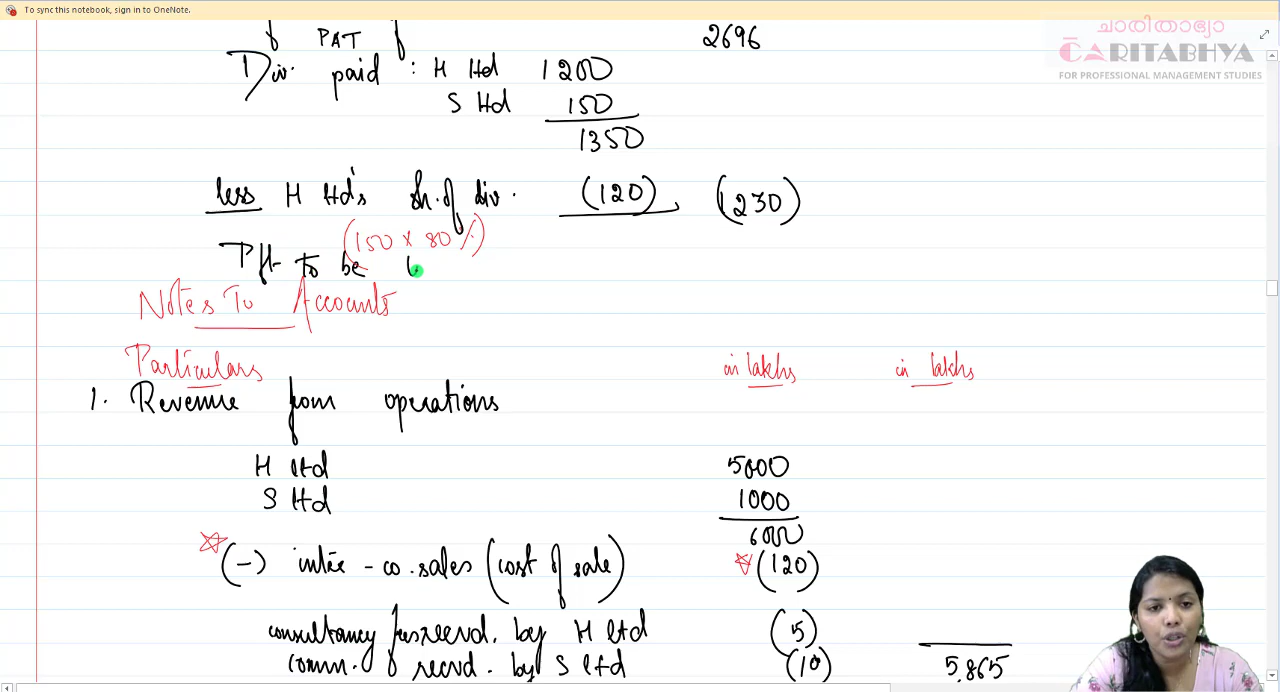 To sync this notebook, sign in to OneNote.
ചാരിതാഭ്യാ
CARITABHYA
FOR PROFESSIONAL MANAGEMENT STUDIES
of PAT 2696
Div. paid : H ltd 1200
S ltd 150
1350
less H ltd's sh. of div. (120) (1230)
(150 x 80%)
Pft to be
Notes To Accounts
Particulars in lakhs in lakhs
1. Revenue from operations
H ltd 5000
S ltd 1000
6000
(-) inter-co.sales (cost of sale) (120)
consultancy fees recvd. by H ltd (5)
comm. recvd. by S ltd (10) 5,865